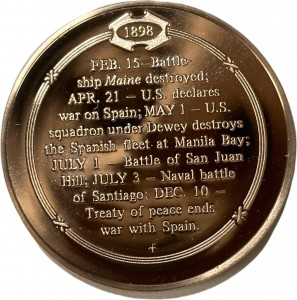 1898
FEB. 15–Battle-
ship Maine destroyed;
APR. 21 – U.S. declares
war on Spain; MAY 1 – U.S.
squadron under Dewey destroys
the Spanish fleet at Manila Bay;
JULY 1 – Battle of San Juan
Hill; JULY 3 – Naval battle
of Santiago; DEC. 10 –
Treaty of peace ends
war with Spain.